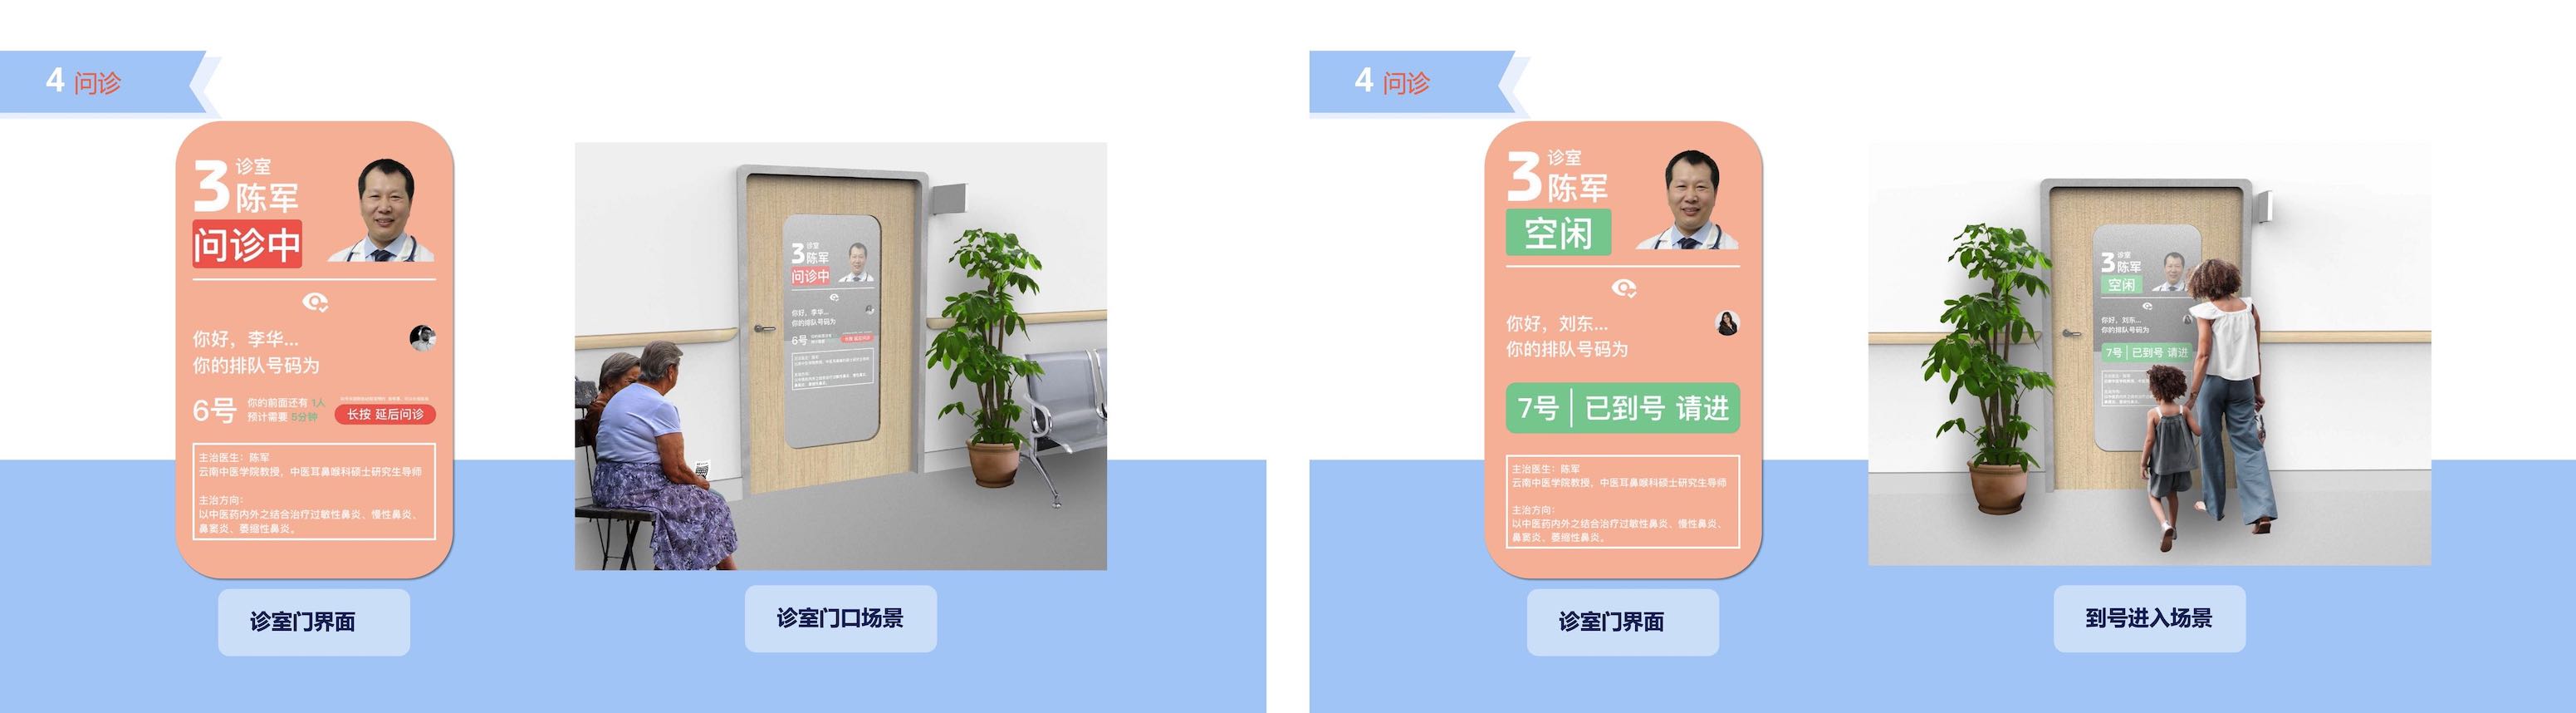 4 问诊
3 诊室
陈军
问诊中
你好，李华...
你的排队号码为
6号
你的前面还有 1人
预计需要 5分钟
长按 延后问诊
主治医生：陈军
云南中医学院教授，中医耳鼻喉科硕士研究生导师
主治方向：
以中医药内外之结合治疗过敏性鼻炎、慢性鼻炎、
鼻窦炎、萎缩性鼻炎。
诊室门界面
3 诊室
陈军
问诊中
你好，李华...
你的排队号码为
6号
长按 延后问诊
诊室门口场景
4 问诊
3 诊室
陈军
空闲
你好，刘东...
你的排队号码为
7号 | 已到号 请进
主治医生：陈军
云南中医学院教授，中医耳鼻喉科硕士研究生导师
主治方向：
以中医药内外之结合治疗过敏性鼻炎、慢性鼻炎、
鼻窦炎、萎缩性鼻炎。
诊室门界面
3 诊室
陈军
空闲
你好，刘东...
你的排队号码为
7号 | 已到号 请进
到号进入场景